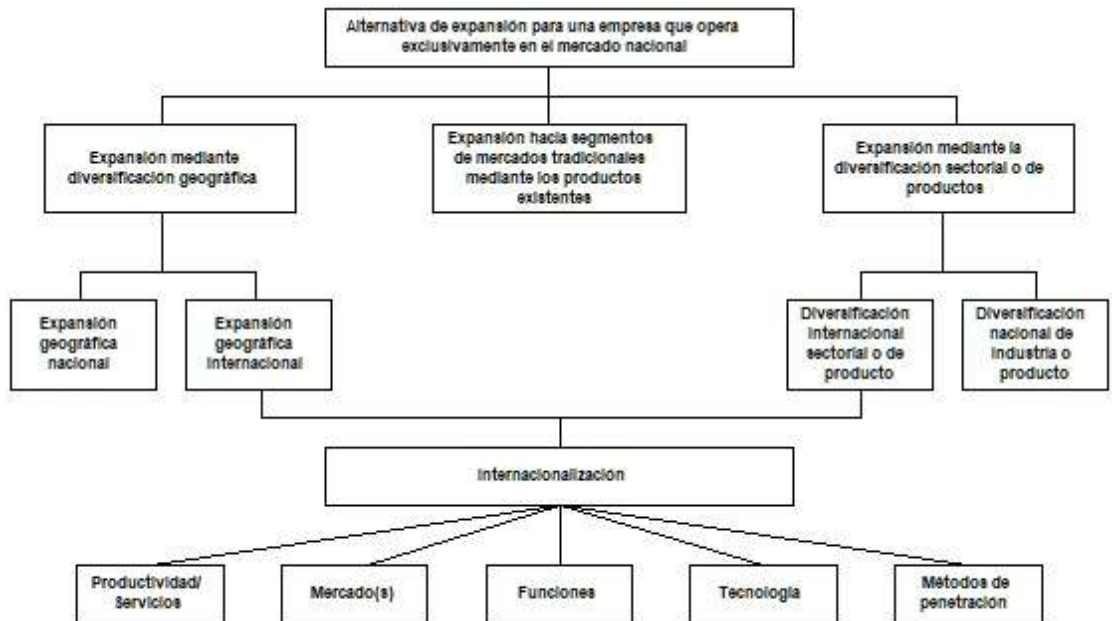 Alternativa de expansión para una empresa que opera
exclusivamente en el mercado nacional
Expansión mediante
diversificación geográfica
Expansión hacia segmentos
de mercados tradicionales
mediante los productos
existentes
Expansión mediante la
diversificación sectorial o de
productos
Expansión
geográfica
nacional
Expansión
geográfica
internacional
Diversificación
internacional
sectorial o de
producto
Diversificación
nacional de
industria o
producto
Internacionalización
Productividad/
Servicios
Mercado(s)
Funciones
Tecnología
Métodos de
penetración